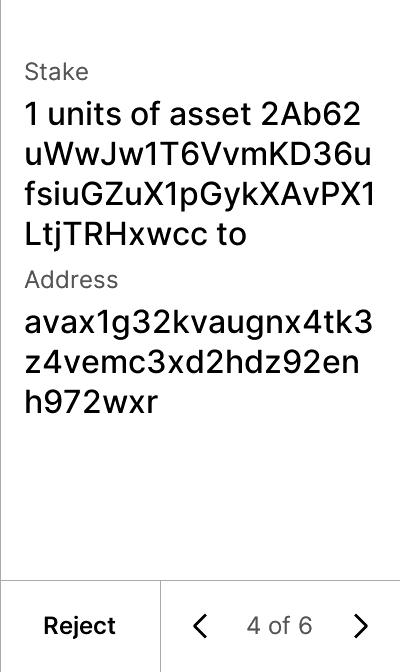 Stake
1 units of asset 2Ab62
uWwJw1T6VvmKD36u
fsiuGZuX1pGykXAvPX1
LtjTRHxwcc to
Address
avax1g32kvaugnx4tk3
z4vemc3xd2hdz92en
h972wxr
Reject
4 of 6